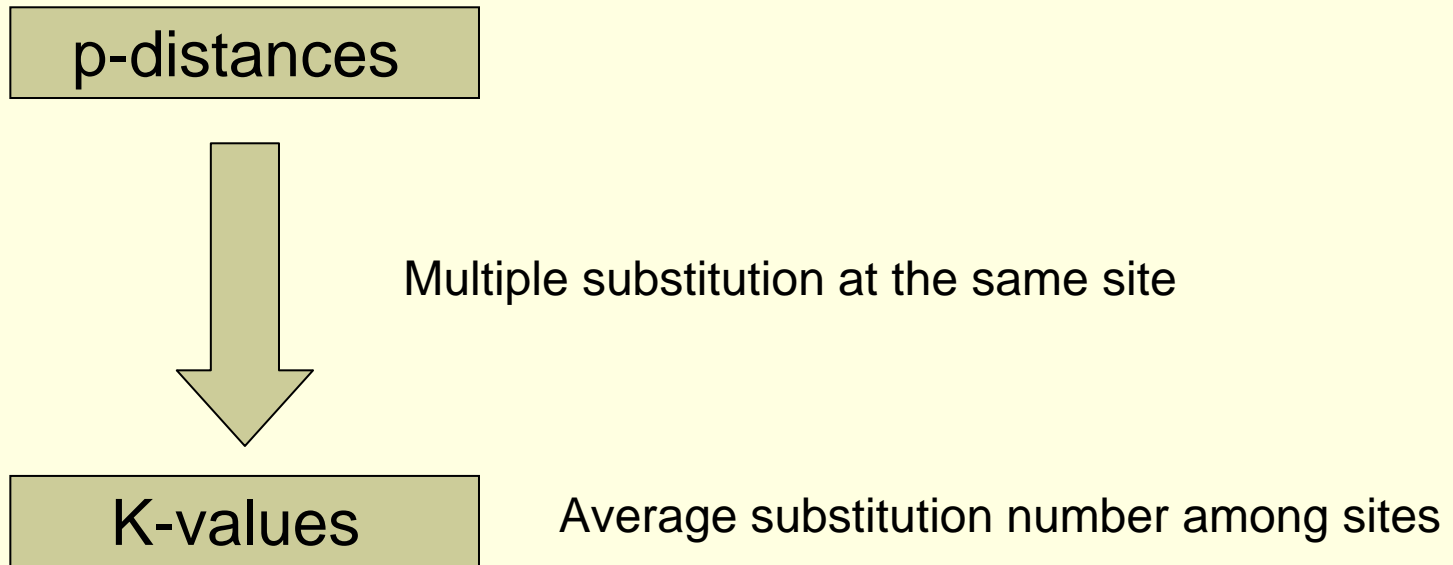 p-distances
Multiple substitution at the same site
K-values
Average substitution number among sites